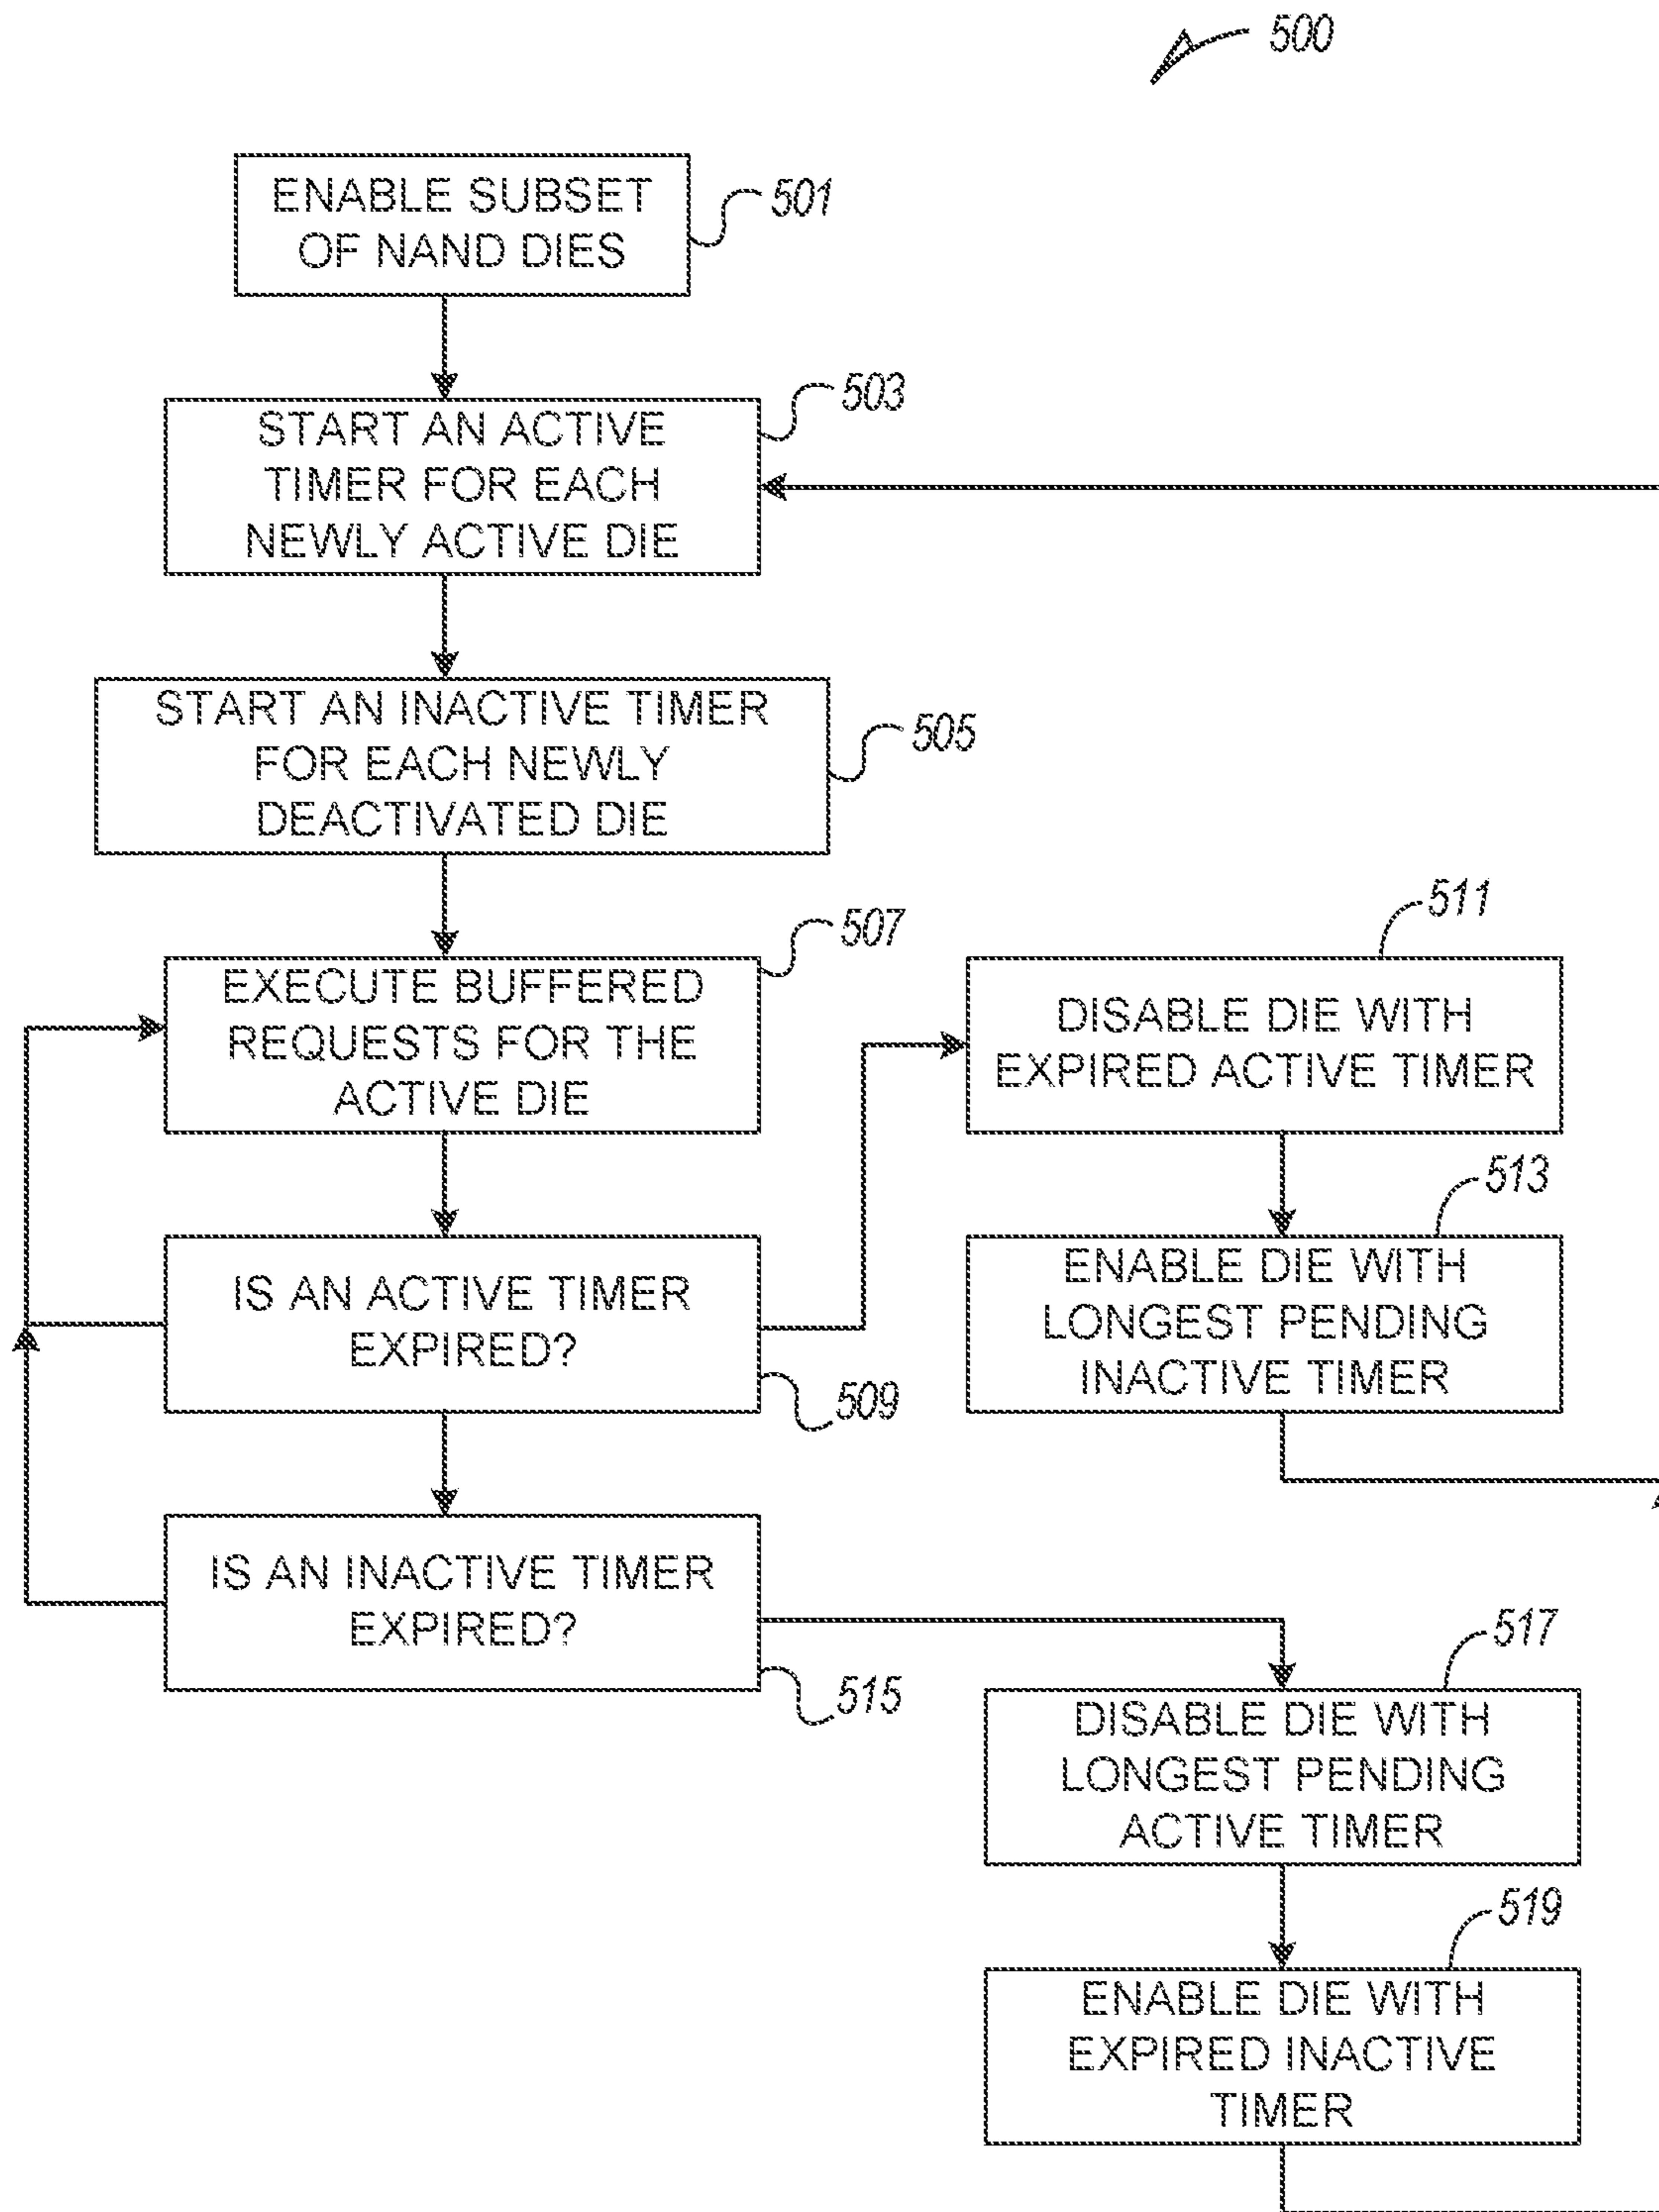 500
ENABLE SUBSET
OF NAND DIES
501
START AN ACTIVE
TIMER FOR EACH
NEWLY ACTIVE DIE
503
START AN INACTIVE TIMER
FOR EACH NEWLY
DEACTIVATED DIE
505
EXECUTE BUFFERED
REQUESTS FOR THE
ACTIVE DIE
507
IS AN ACTIVE TIMER
EXPIRED?
509
DISABLE DIE WITH
EXPIRED ACTIVE TIMER
511
ENABLE DIE WITH
LONGEST PENDING
INACTIVE TIMER
513
IS AN INACTIVE TIMER
EXPIRED?
515
DISABLE DIE WITH
LONGEST PENDING
ACTIVE TIMER
517
ENABLE DIE WITH
EXPIRED INACTIVE
TIMER
519